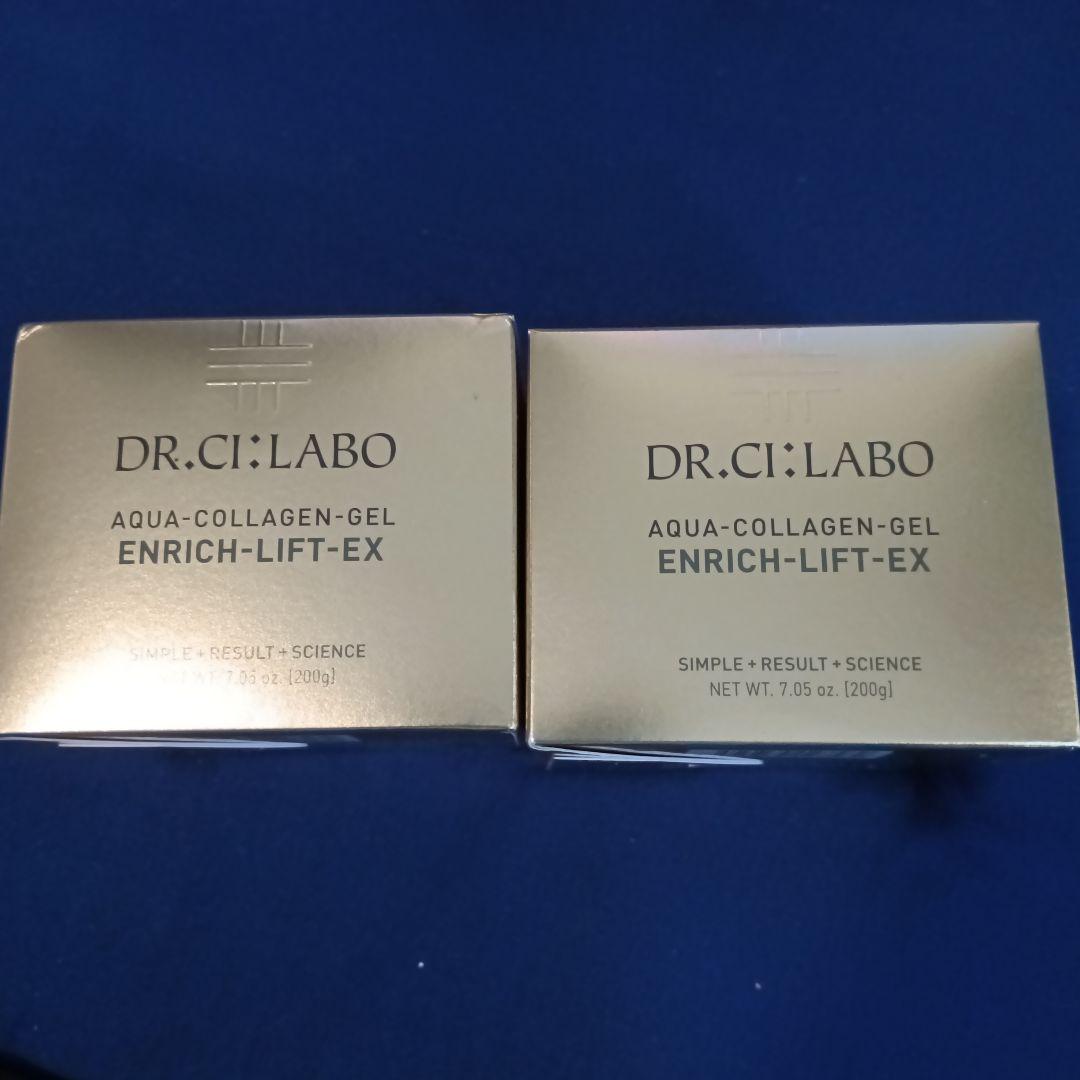 DR.CI:LABO
AQUA-COLLAGEN-GEL
ENRICH-LIFT-EX
SIMPLE+RESULT+SCIENCE
NET WT. 7.05 oz. [200g]
DR.CI:LABO
AQUA-COLLAGEN-GEL
ENRICH-LIFT-EX
SIMPLE+RESULT+SCIENCE
NET WT. 7.05 oz. [200g]